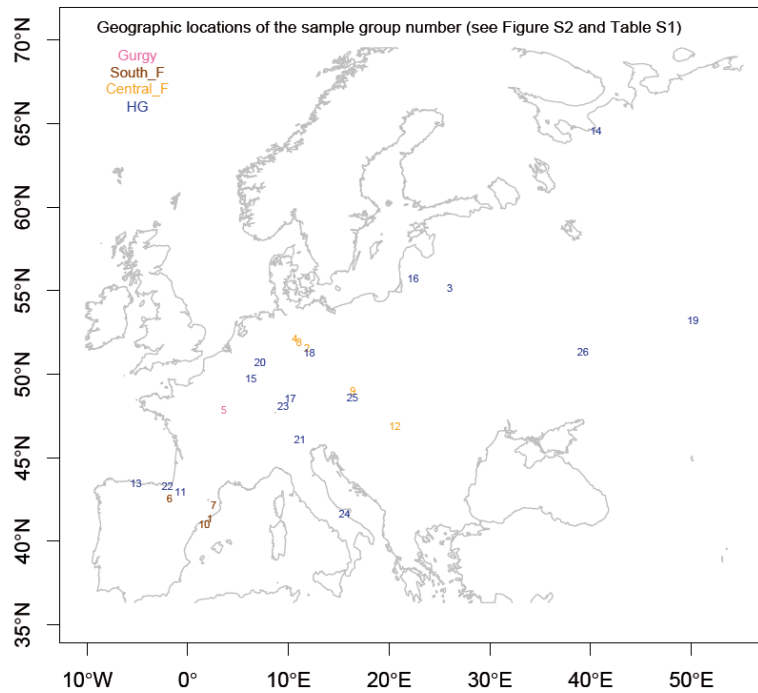 Geographic locations of the sample group number (see Figure S2 and Table S1)
Gurgy
South_F
Central_F
HG
70°N
65°N
60°N
55°N
50°N
45°N
40°N
35°N
14
16
3
19
4
8
2
18
26
20
15
9
25
17
23
5
12
21
13
22
11
6
7
1
10
24
10°W
0°
10°E
20°E
30°E
40°E
50°E